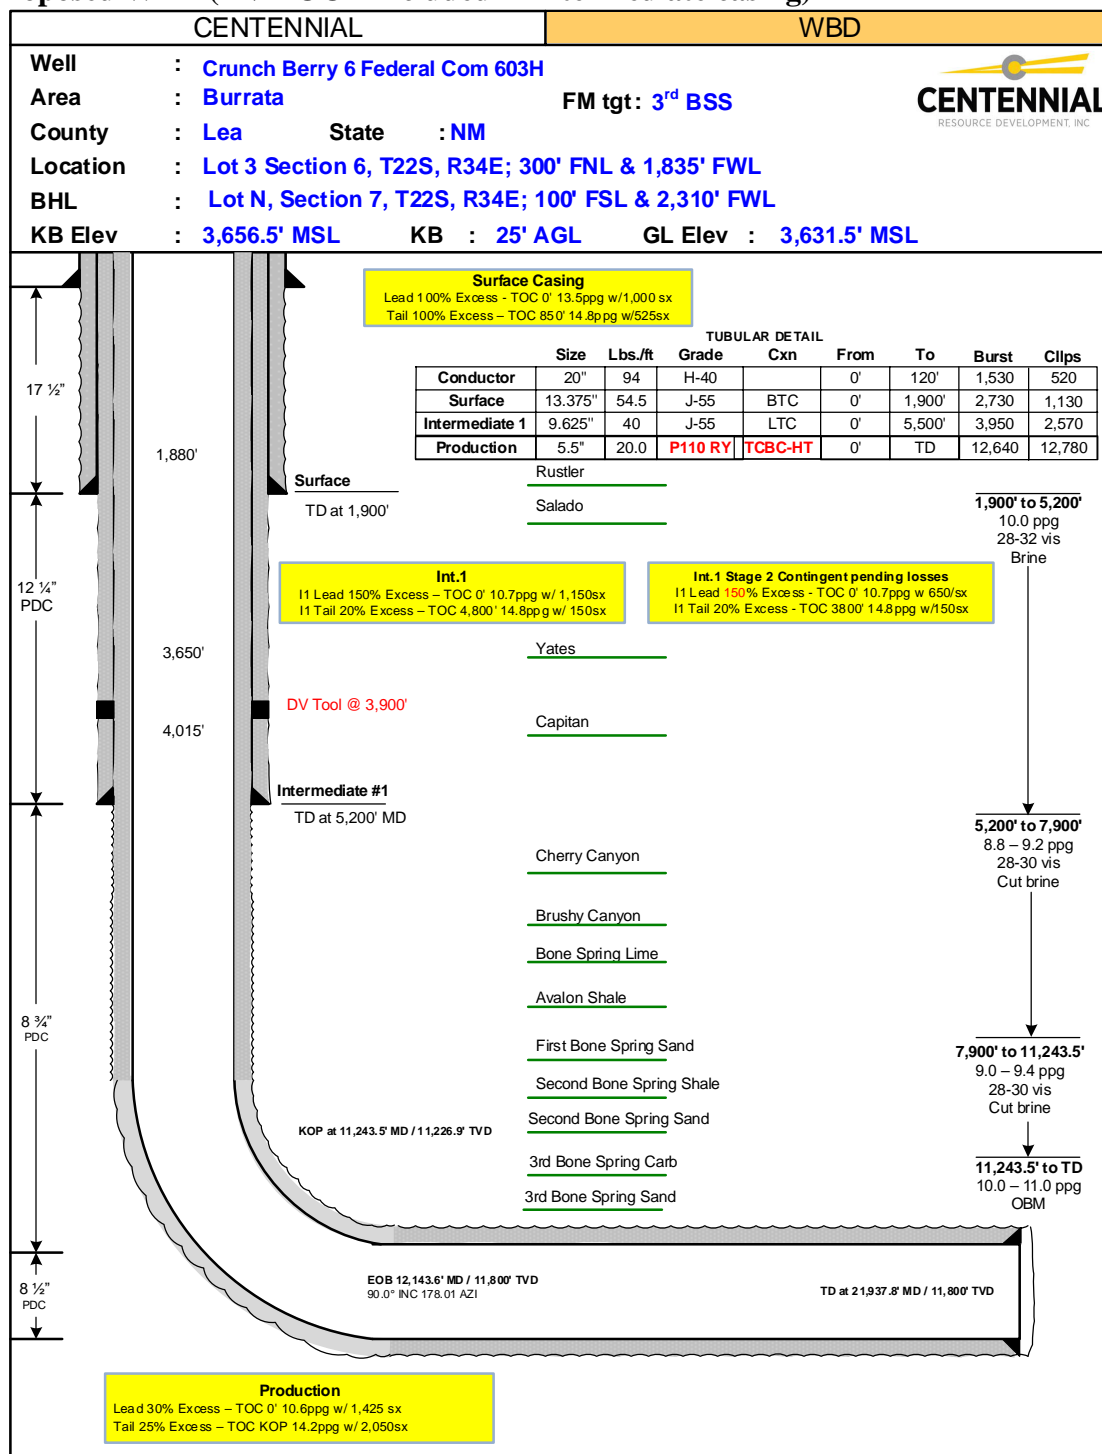 CENTENNIAL WBD
Well : Crunch Berry 6 Federal Com 603H
Area : Burrata FM tgt: 3rd BSS
County : Lea State : NM
Location : Lot 3 Section 6, T22S, R34E; 300' FNL & 1,835' FWL
BHL : Lot N, Section 7, T22S, R34E; 100' FSL & 2,310' FWL
KB Elev : 3,656.5' MSL KB : 25' AGL GL Elev : 3,631.5' MSL
CENTENNIAL
RESOURCE DEVELOPMENT, INC
Surface Casing
Lead 100% Excess - TOC 0' 13.5ppg w/1,000 sx
Tail 100% Excess – TOC 850' 14.8ppg w/525sx
TUBULAR DETAIL
Size Lbs./ft Grade Cxn From To Burst Cllps
Conductor 20" 94 H-40 0' 120' 1,530 520
Surface 13.375" 54.5 J-55 BTC 0' 1,900' 2,730 1,130
Intermediate 1 9.625" 40 J-55 LTC 0' 5,500' 3,950 2,570
Production 5.5" 20.0 P110 RY TCBC-HT 0' TD 12,640 12,780
17 ½"
1,880'
Surface
TD at 1,900'
Rustler
Salado
1,900' to 5,200'
10.0 ppg
28-32 vis
Brine
12 ¼"
PDC
Int.1
I1 Lead 150% Excess – TOC 0' 10.7ppg w/ 1,150sx
I1 Tail 20% Excess – TOC 4,800' 14.8ppg w/ 150sx
Int.1 Stage 2 Contingent pending losses
I1 Lead 150% Excess - TOC 0' 10.7ppg w 650/sx
I1 Tail 20% Excess - TOC 3800' 14.8ppg w/150sx
3,650'
Yates
DV Tool @ 3,900'
4,015'
Capitan
Intermediate #1
TD at 5,200' MD
5,200' to 7,900'
8.8 – 9.2 ppg
28-30 vis
Cut brine
Cherry Canyon
Brushy Canyon
Bone Spring Lime
Avalon Shale
8 ¾"
PDC
First Bone Spring Sand
Second Bone Spring Shale
Second Bone Spring Sand
7,900' to 11,243.5'
9.0 – 9.4 ppg
28-30 vis
Cut brine
KOP at 11,243.5' MD / 11,226.9' TVD
3rd Bone Spring Carb
3rd Bone Spring Sand
11,243.5' to TD
10.0 – 11.0 ppg
OBM
8 ½"
PDC
EOB 12,143.6' MD / 11,800' TVD
90.0° INC 178.01 AZI
TD at 21,937.8' MD / 11,800' TVD
Production
Lead 30% Excess – TOC 0' 10.6ppg w/ 1,425 sx
Tail 25% Excess – TOC KOP 14.2ppg w/ 2,050sx